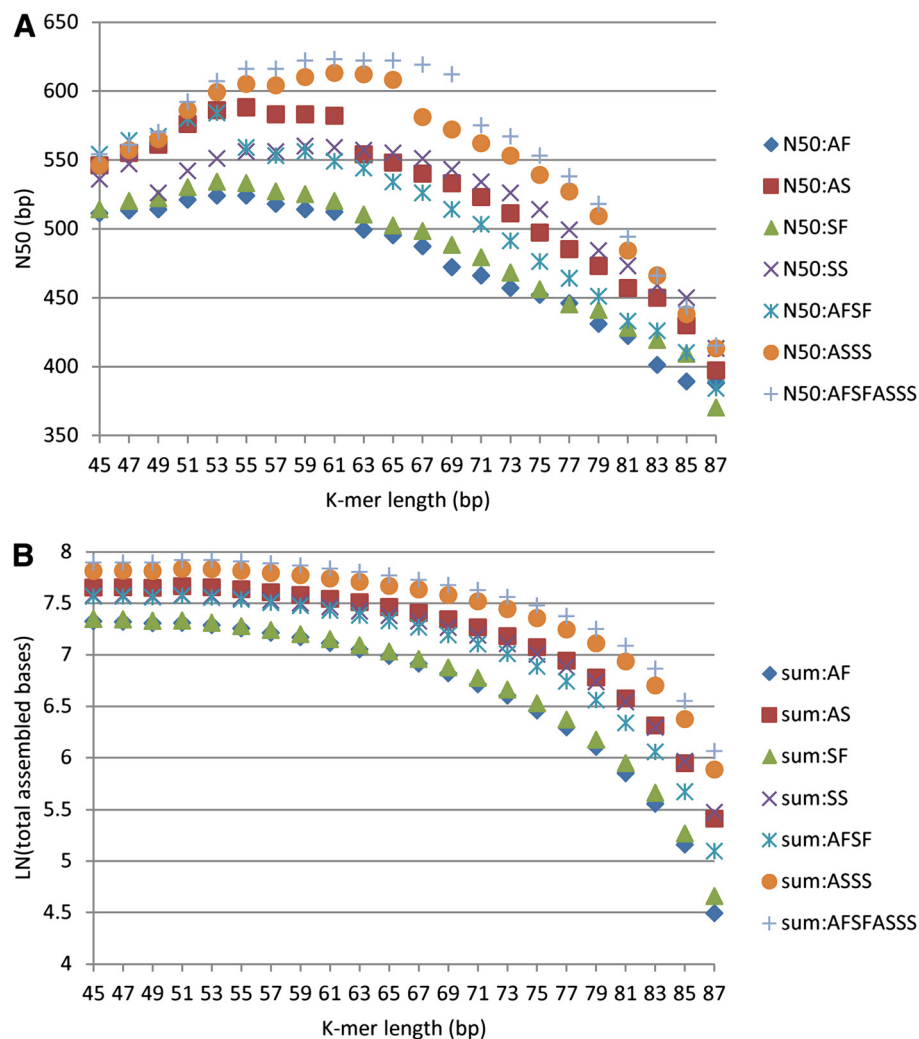 A
650
600
550
500
450
400
350
N50 (bp)
45 47 49 51 53 55 57 59 61 63 65 67 69 71 73 75 77 79 81 83 85 87
K-mer length (bp)
N50:AF
N50:AS
N50:SF
N50:SS
N50:AFSF
N50:ASSS
N50:AFSFASSS
B
8
7.5
7
6.5
6
5.5
5
4.5
4
LN(total assembled bases)
45 47 49 51 53 55 57 59 61 63 65 67 69 71 73 75 77 79 81 83 85 87
K-mer length (bp)
sum:AF
sum:AS
sum:SF
sum:SS
sum:AFSF
sum:ASSS
sum:AFSFASSS